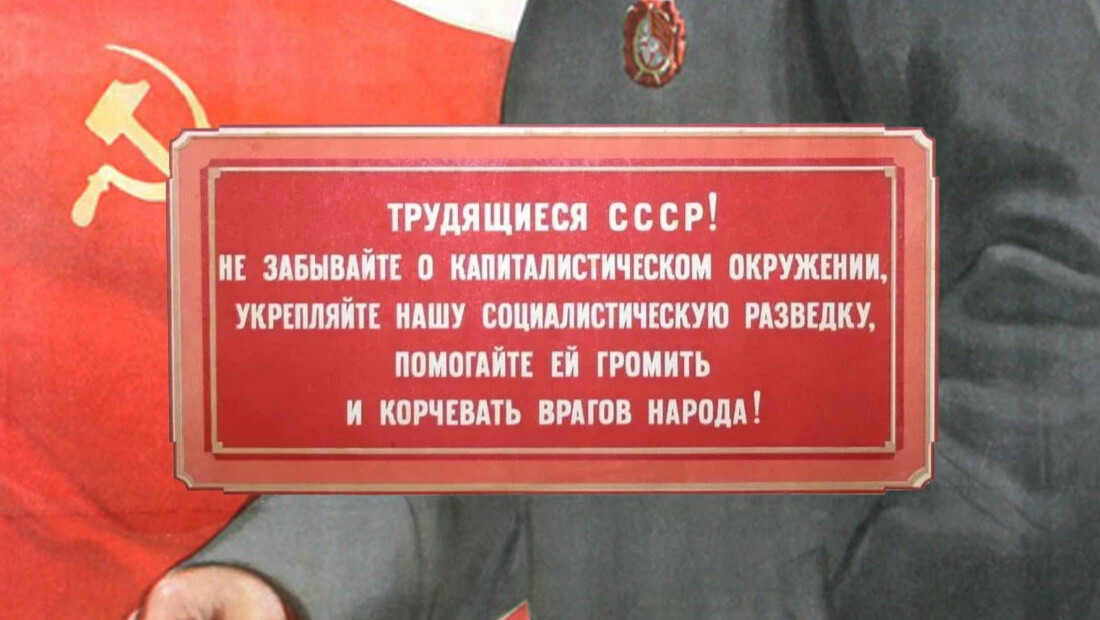 ТРУДЯЩИЕСЯ СССР!
НЕ ЗАБЫВАЙТЕ О КАПИТАЛИСТИЧЕСКОМ ОКРУЖЕНИИ,
УКРЕПЛЯЙТЕ НАШУ СОЦИАЛИСТИЧЕСКУЮ РАЗВЕДКУ,
ПОМОГАЙТЕ ЕЙ ГРОМИТЬ
И КОРЧЕВАТЬ ВРАГОВ НАРОДА!